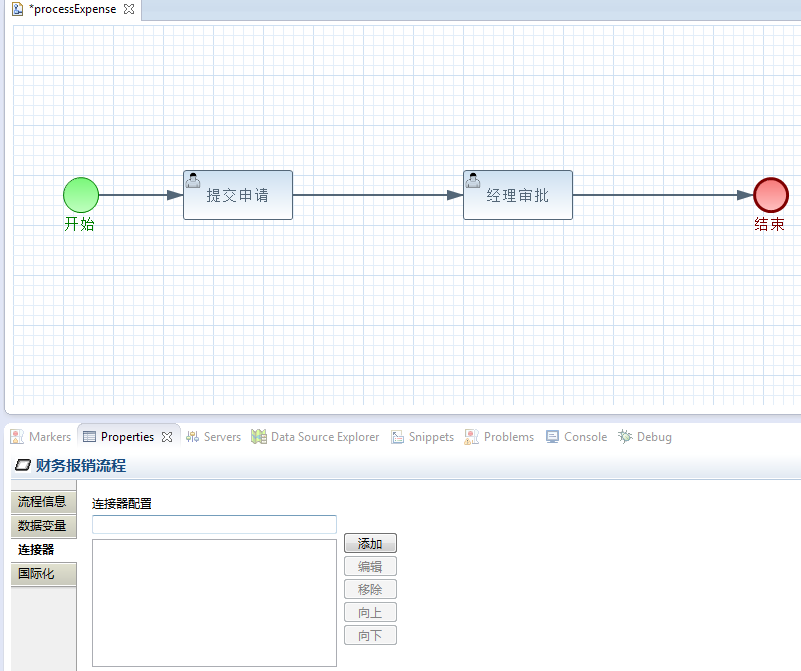 *processExpense
提交申请
经理审批
开始
结束
Markers Properties Servers Data Source Explorer Snippets Problems Console Debug
财务报销流程
流程信息
数据变量
连接器
国际化
连接器配置
添加
编辑
移除
向上
向下